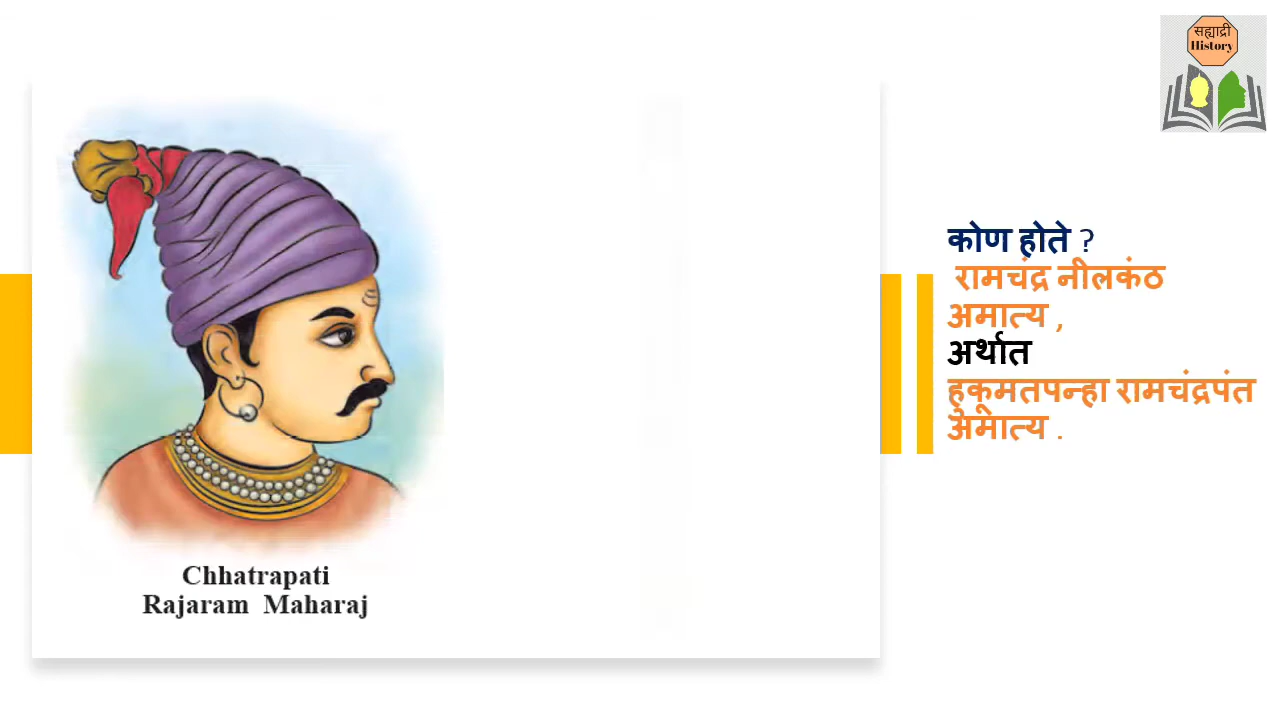 सह्याद्री
History
कोण होते ?
रामचंद्र नीलकंठ
अमात्य ,
अर्थात
हकूमतपन्हा रामचंद्रपंत
अमात्य .
Chhatrapati
Rajaram Maharaj